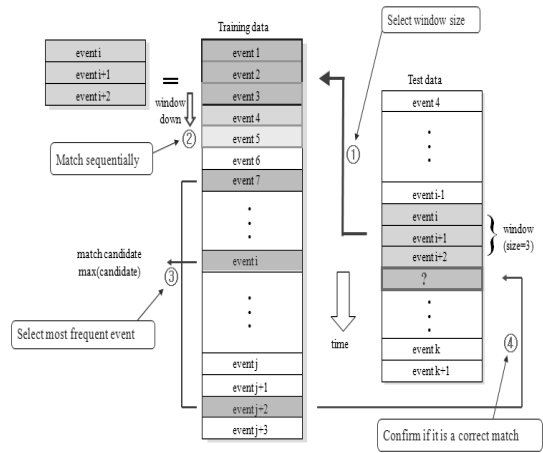 Training data
Select window size
event i
event i+1
event i+2
=
window
down
②
Match sequentially
event 1
event 2
event 3
event 4
event 5
event 6
event 7
event i
event j
event j+1
event j+2
event j+3
①
Test data
event 4
event i-1
event i
event i+1
event i+2
?
event k
event k+1
window
(size=3)
match candidate
max(candidate)
③
Select most frequent event
time
④
Confirm if it is a correct match